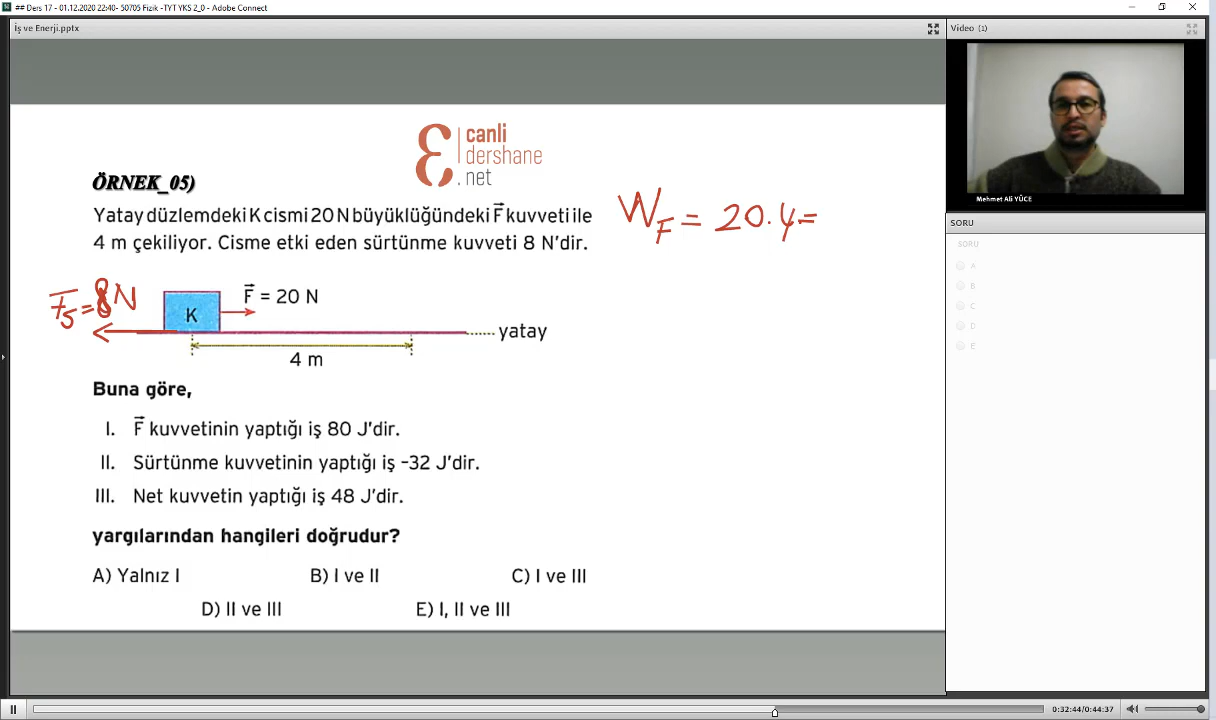 ## Ders 17 - 01.12.2020 22:40- 50705 Fizik -TYT YKS 2_0 - Adobe Connect
İş ve Enerji.pptx
Video (1)
canli
dershane
.net
Mehmet Ali YÜCE
SORU
SORU
A
B
C
D
E
ÖRNEK_05)
Yatay düzlemdeki K cismi 20 N büyüklüğündeki F kuvveti ile
4 m çekiliyor. Cisme etki eden sürtünme kuvveti 8 N'dir.
W_F = 20.4=
F_S = 8N
F = 20 N
K
yatay
4 m
Buna göre,
I. F kuvvetinin yaptığı iş 80 J'dir.
II. Sürtünme kuvvetinin yaptığı iş -32 J'dir.
III. Net kuvvetin yaptığı iş 48 J'dir.
yargılarından hangileri doğrudur?
A) Yalnız I B) I ve II C) I ve III
D) II ve III E) I, II ve III
0:32:44/0:44:37